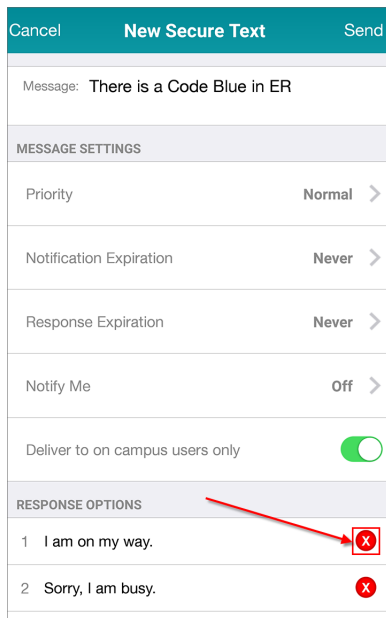 Cancel New Secure Text Send
Message: There is a Code Blue in ER
MESSAGE SETTINGS
Priority Normal
Notification Expiration Never
Response Expiration Never
Notify Me Off
Deliver to on campus users only
RESPONSE OPTIONS
1 I am on my way. X
2 Sorry, I am busy. X